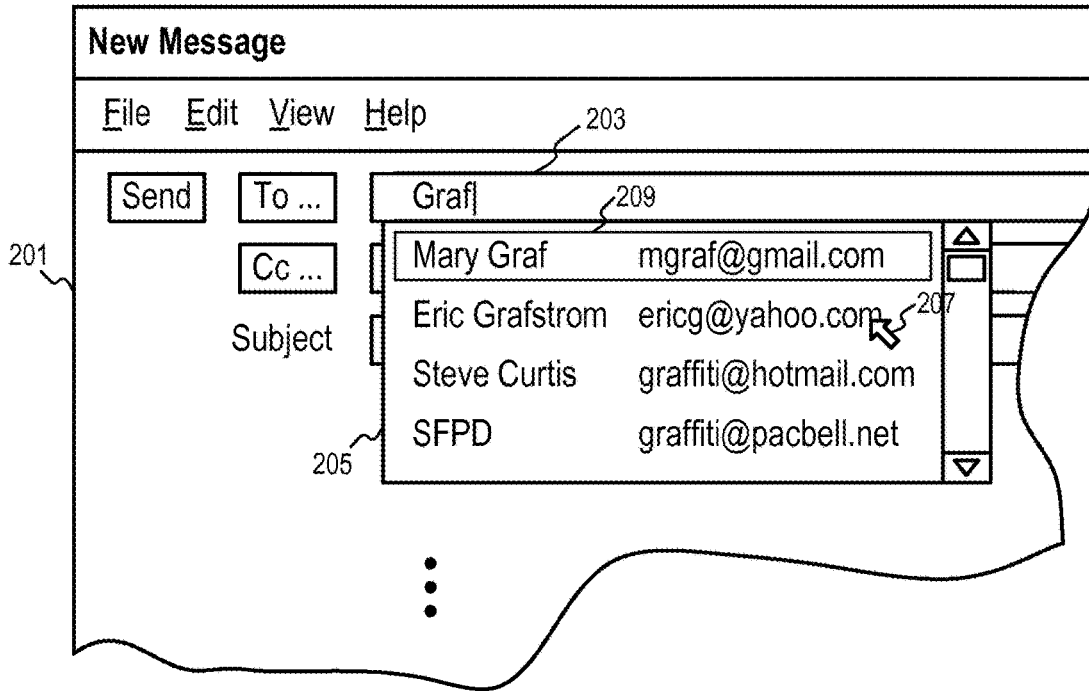 New Message
File Edit View Help
203
Send To ... Graf
209
201
Cc ... Mary Graf mgraf@gmail.com
Subject Eric Grafstrom ericg@yahoo.com 207
Steve Curtis graffiti@hotmail.com
205 SFPD graffiti@pacbell.net